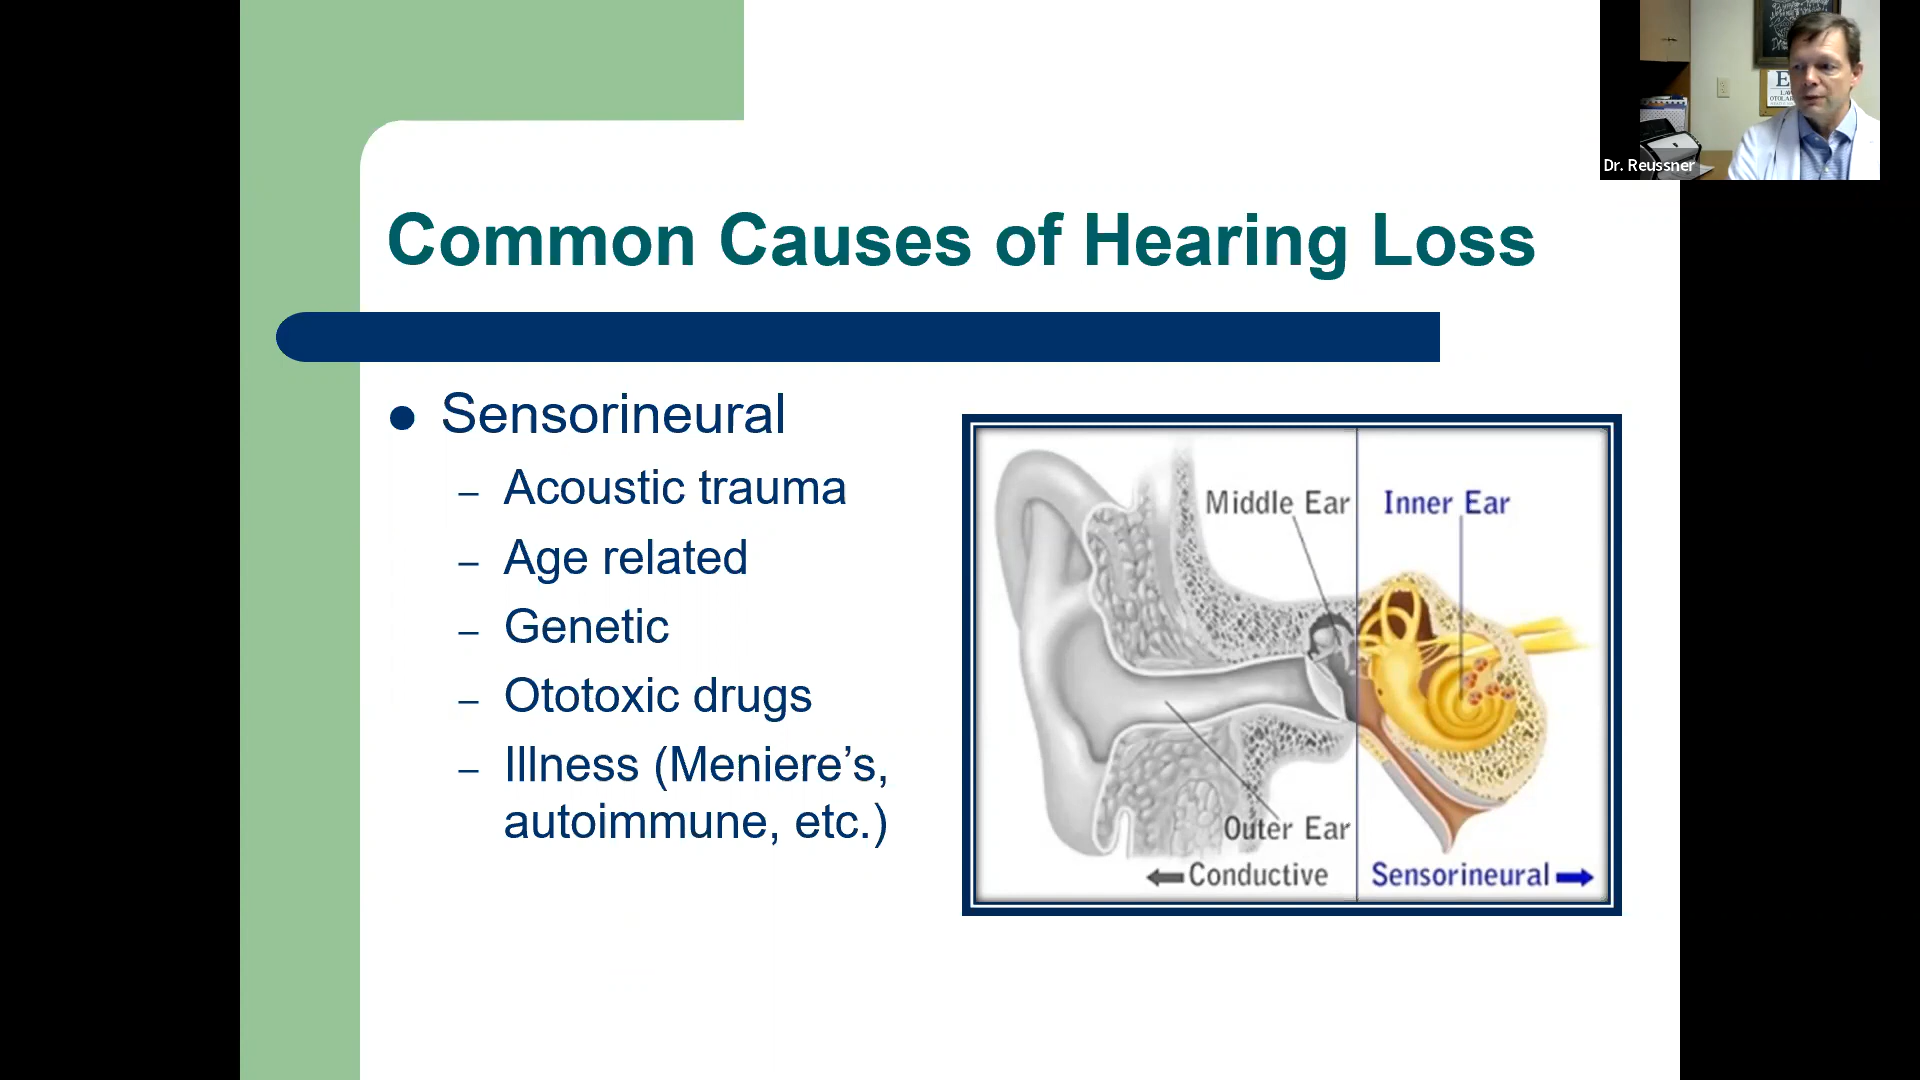 Dr. Reussner
Common Causes of Hearing Loss
● Sensorineural
– Acoustic trauma
– Age related
– Genetic
– Ototoxic drugs
– Illness (Meniere’s,
autoimmune, etc.)
Middle Ear
Inner Ear
Outer Ear
Conductive
Sensorineural